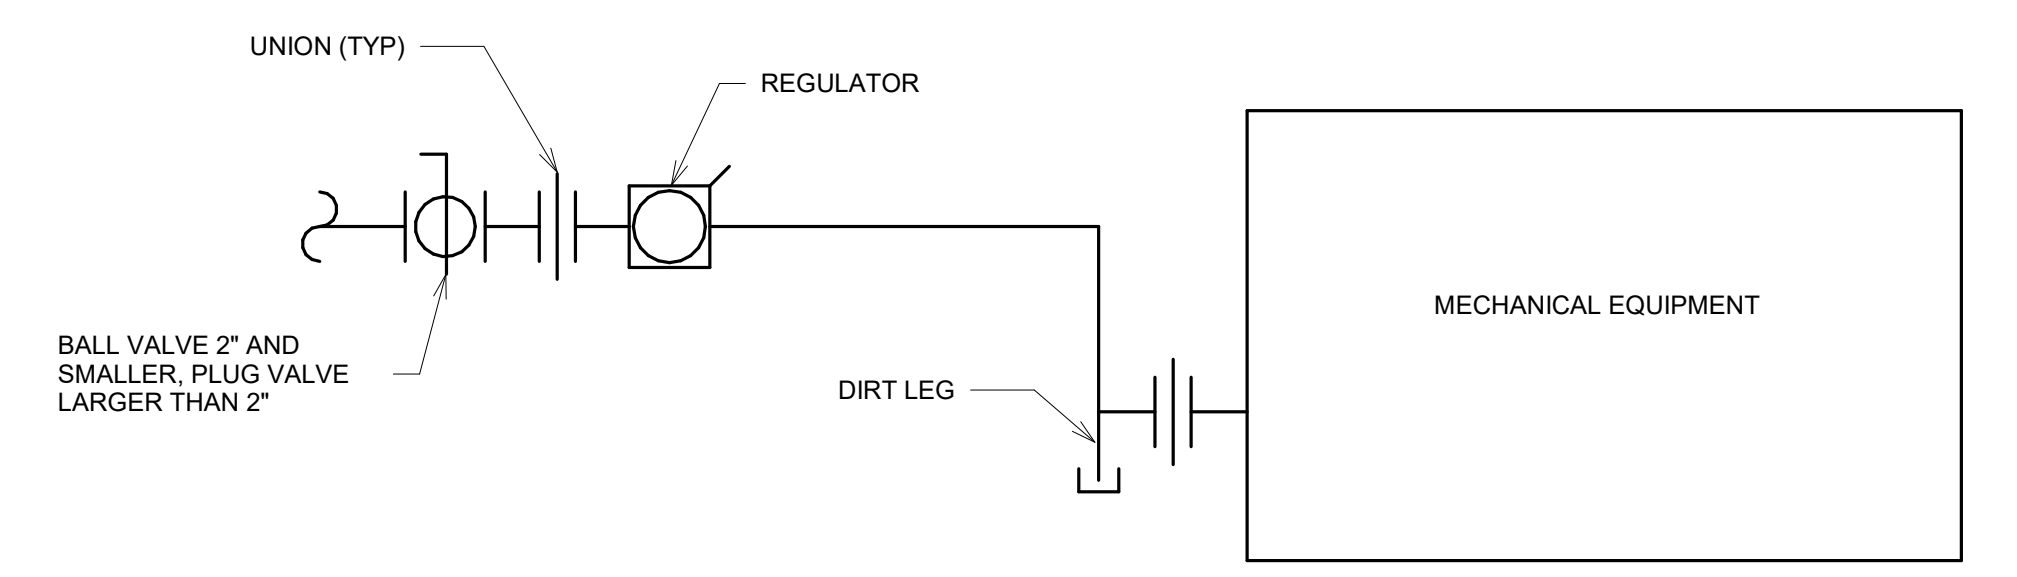 UNION (TYP)
REGULATOR
MECHANICAL EQUIPMENT
BALL VALVE 2" AND
SMALLER, PLUG VALVE
LARGER THAN 2"
DIRT LEG